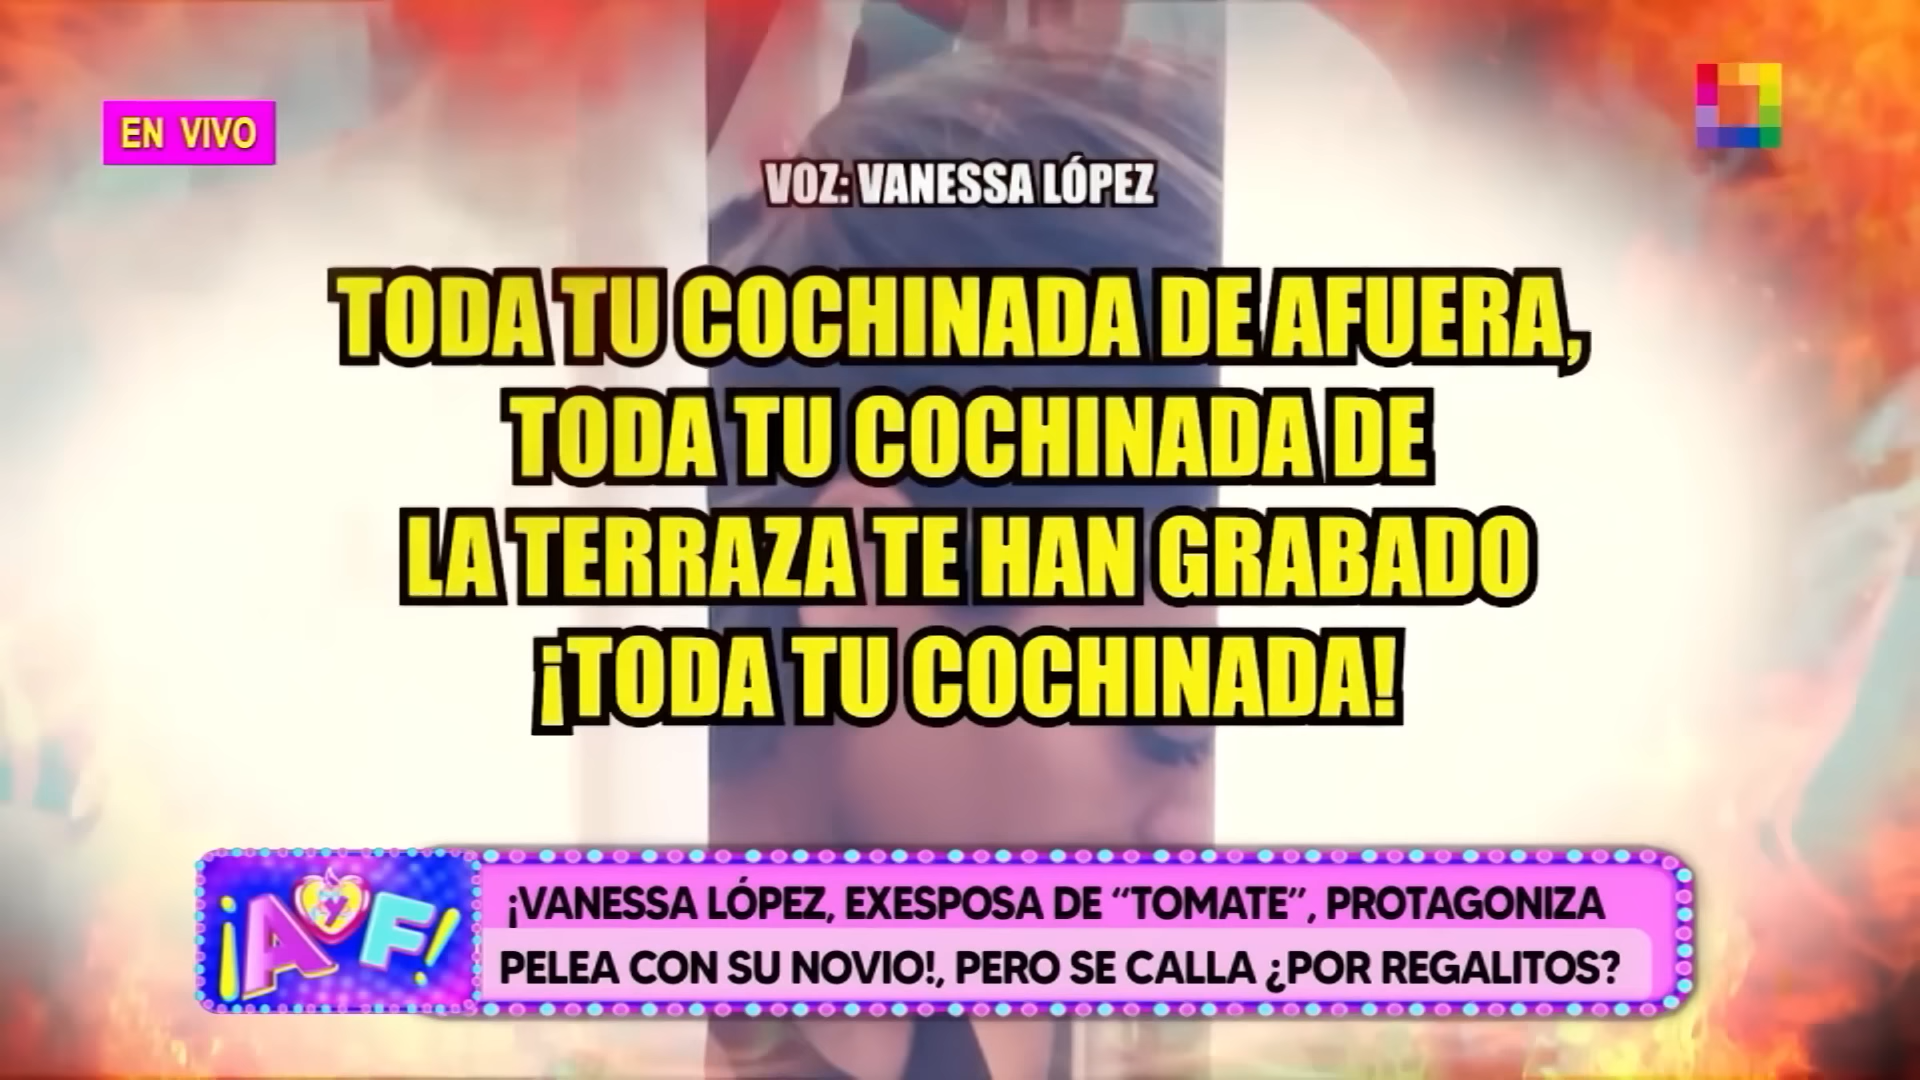 EN VIVO
VOZ: VANESSA LÓPEZ
TODA TU COCHINADA DE AFUERA,
TODA TU COCHINADA DE
LA TERRAZA TE HAN GRABADO
¡TODA TU COCHINADA!
¡AyF!
¡VANESSA LÓPEZ, EXESPOSA DE “TOMATE”, PROTAGONIZA
PELEA CON SU NOVIO!, PERO SE CALLA ¿POR REGALITOS?